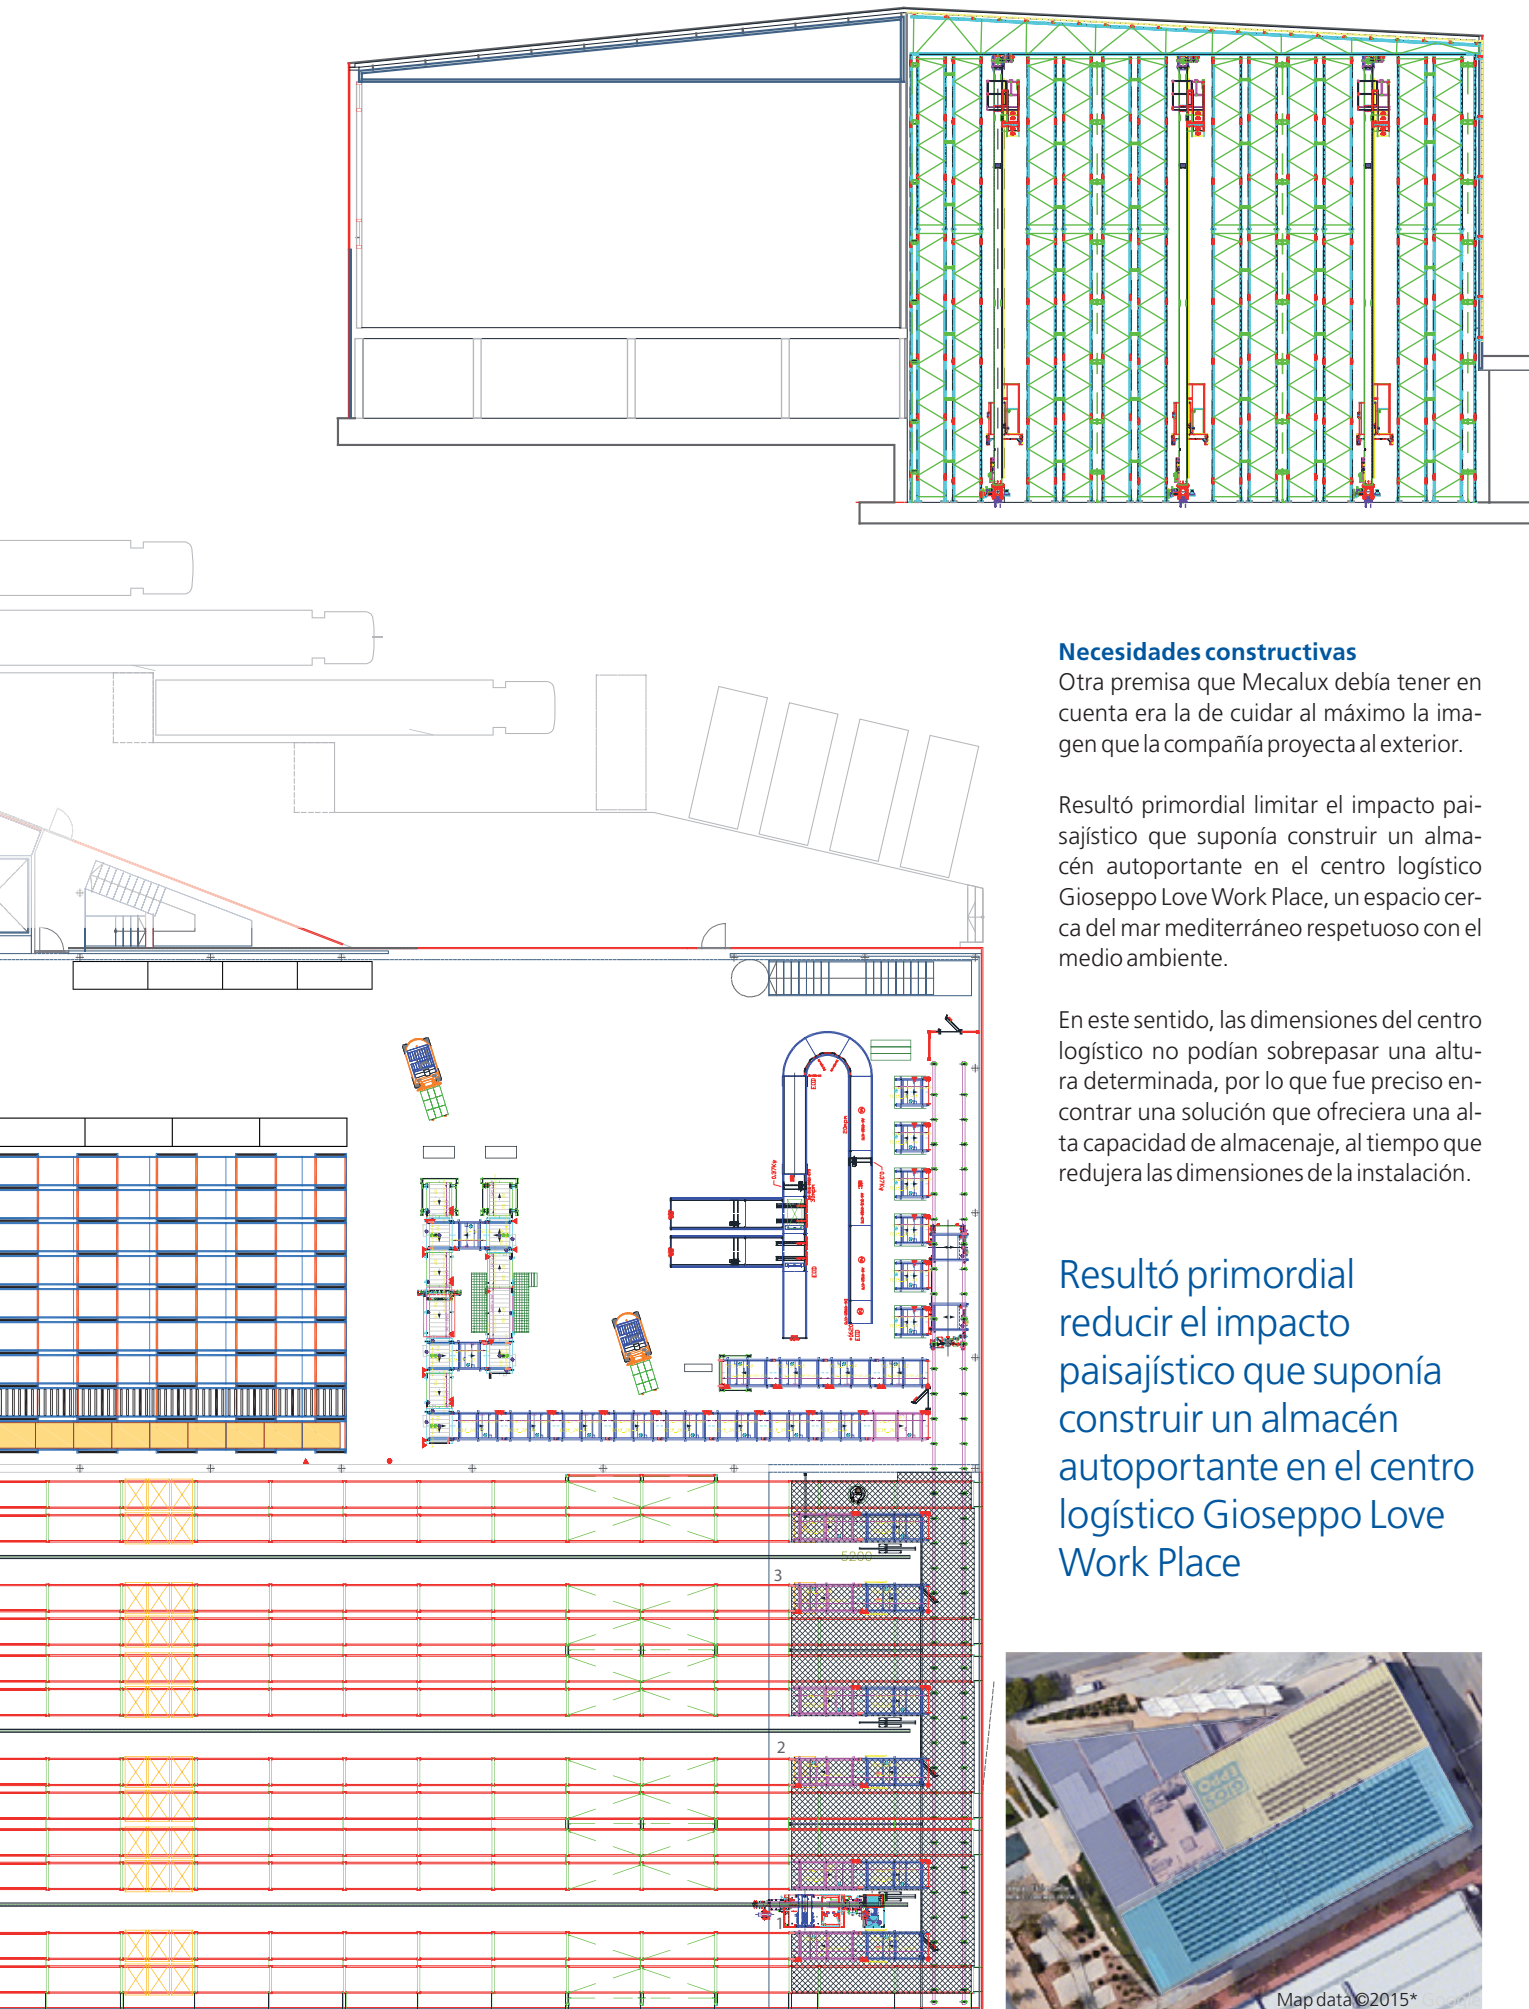 Necesidades constructivas
Otra premisa que Mecalux debía tener en
cuenta era la de cuidar al máximo la ima-
gen que la compañía proyecta al exterior.
Resultó primordial limitar el impacto pai-
sajístico que suponía construir un alma-
cén autoportante en el centro logístico
Gioseppo Love Work Place, un espacio cer-
ca del mar mediterráneo respetuoso con el
medio ambiente.
En este sentido, las dimensiones del centro
logístico no podían sobrepasar una altu-
ra determinada, por lo que fue preciso en-
contrar una solución que ofreciera una al-
ta capacidad de almacenaje, al tiempo que
redujera las dimensiones de la instalación.
Resultó primordial
reducir el impacto
paisajístico que suponía
construir un almacén
autoportante en el centro
logístico Gioseppo Love
Work Place
5200
3
2
1
Map data ©2015*